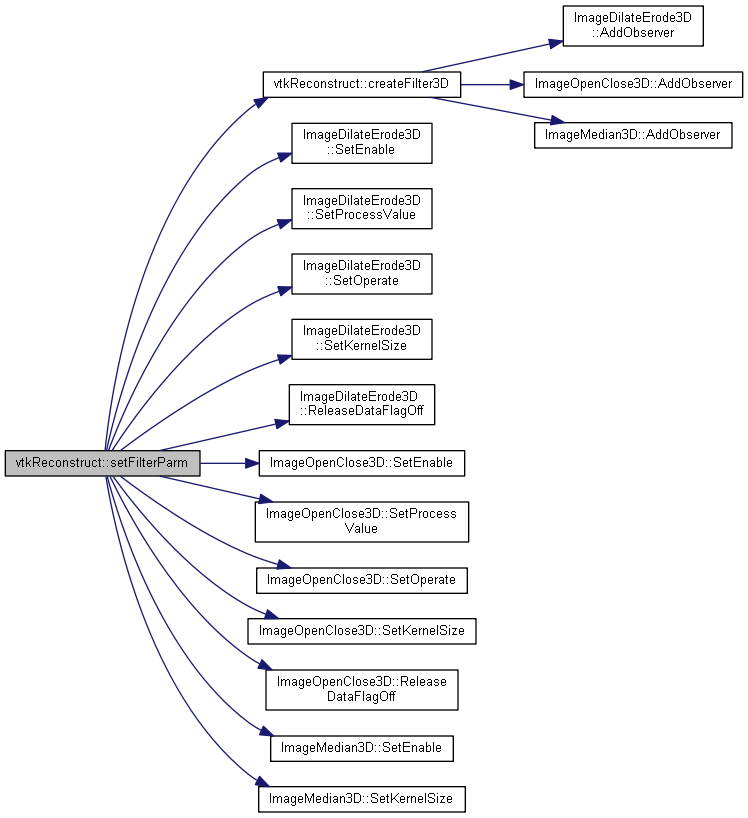 ImageDilateErode3D
::AddObserver
vtkReconstruct::createFilter3D
ImageOpenClose3D::AddObserver
ImageMedian3D::AddObserver
ImageDilateErode3D
::SetEnable
ImageDilateErode3D
::SetProcessValue
ImageDilateErode3D
::SetOperate
ImageDilateErode3D
::SetKernelSize
ImageDilateErode3D
::ReleaseDataFlagOff
vtkReconstruct::setFilterParm
ImageOpenClose3D::SetEnable
ImageOpenClose3D::SetProcess
Value
ImageOpenClose3D::SetOperate
ImageOpenClose3D::SetKernelSize
ImageOpenClose3D::Release
DataFlagOff
ImageMedian3D::SetEnable
ImageMedian3D::SetKernelSize